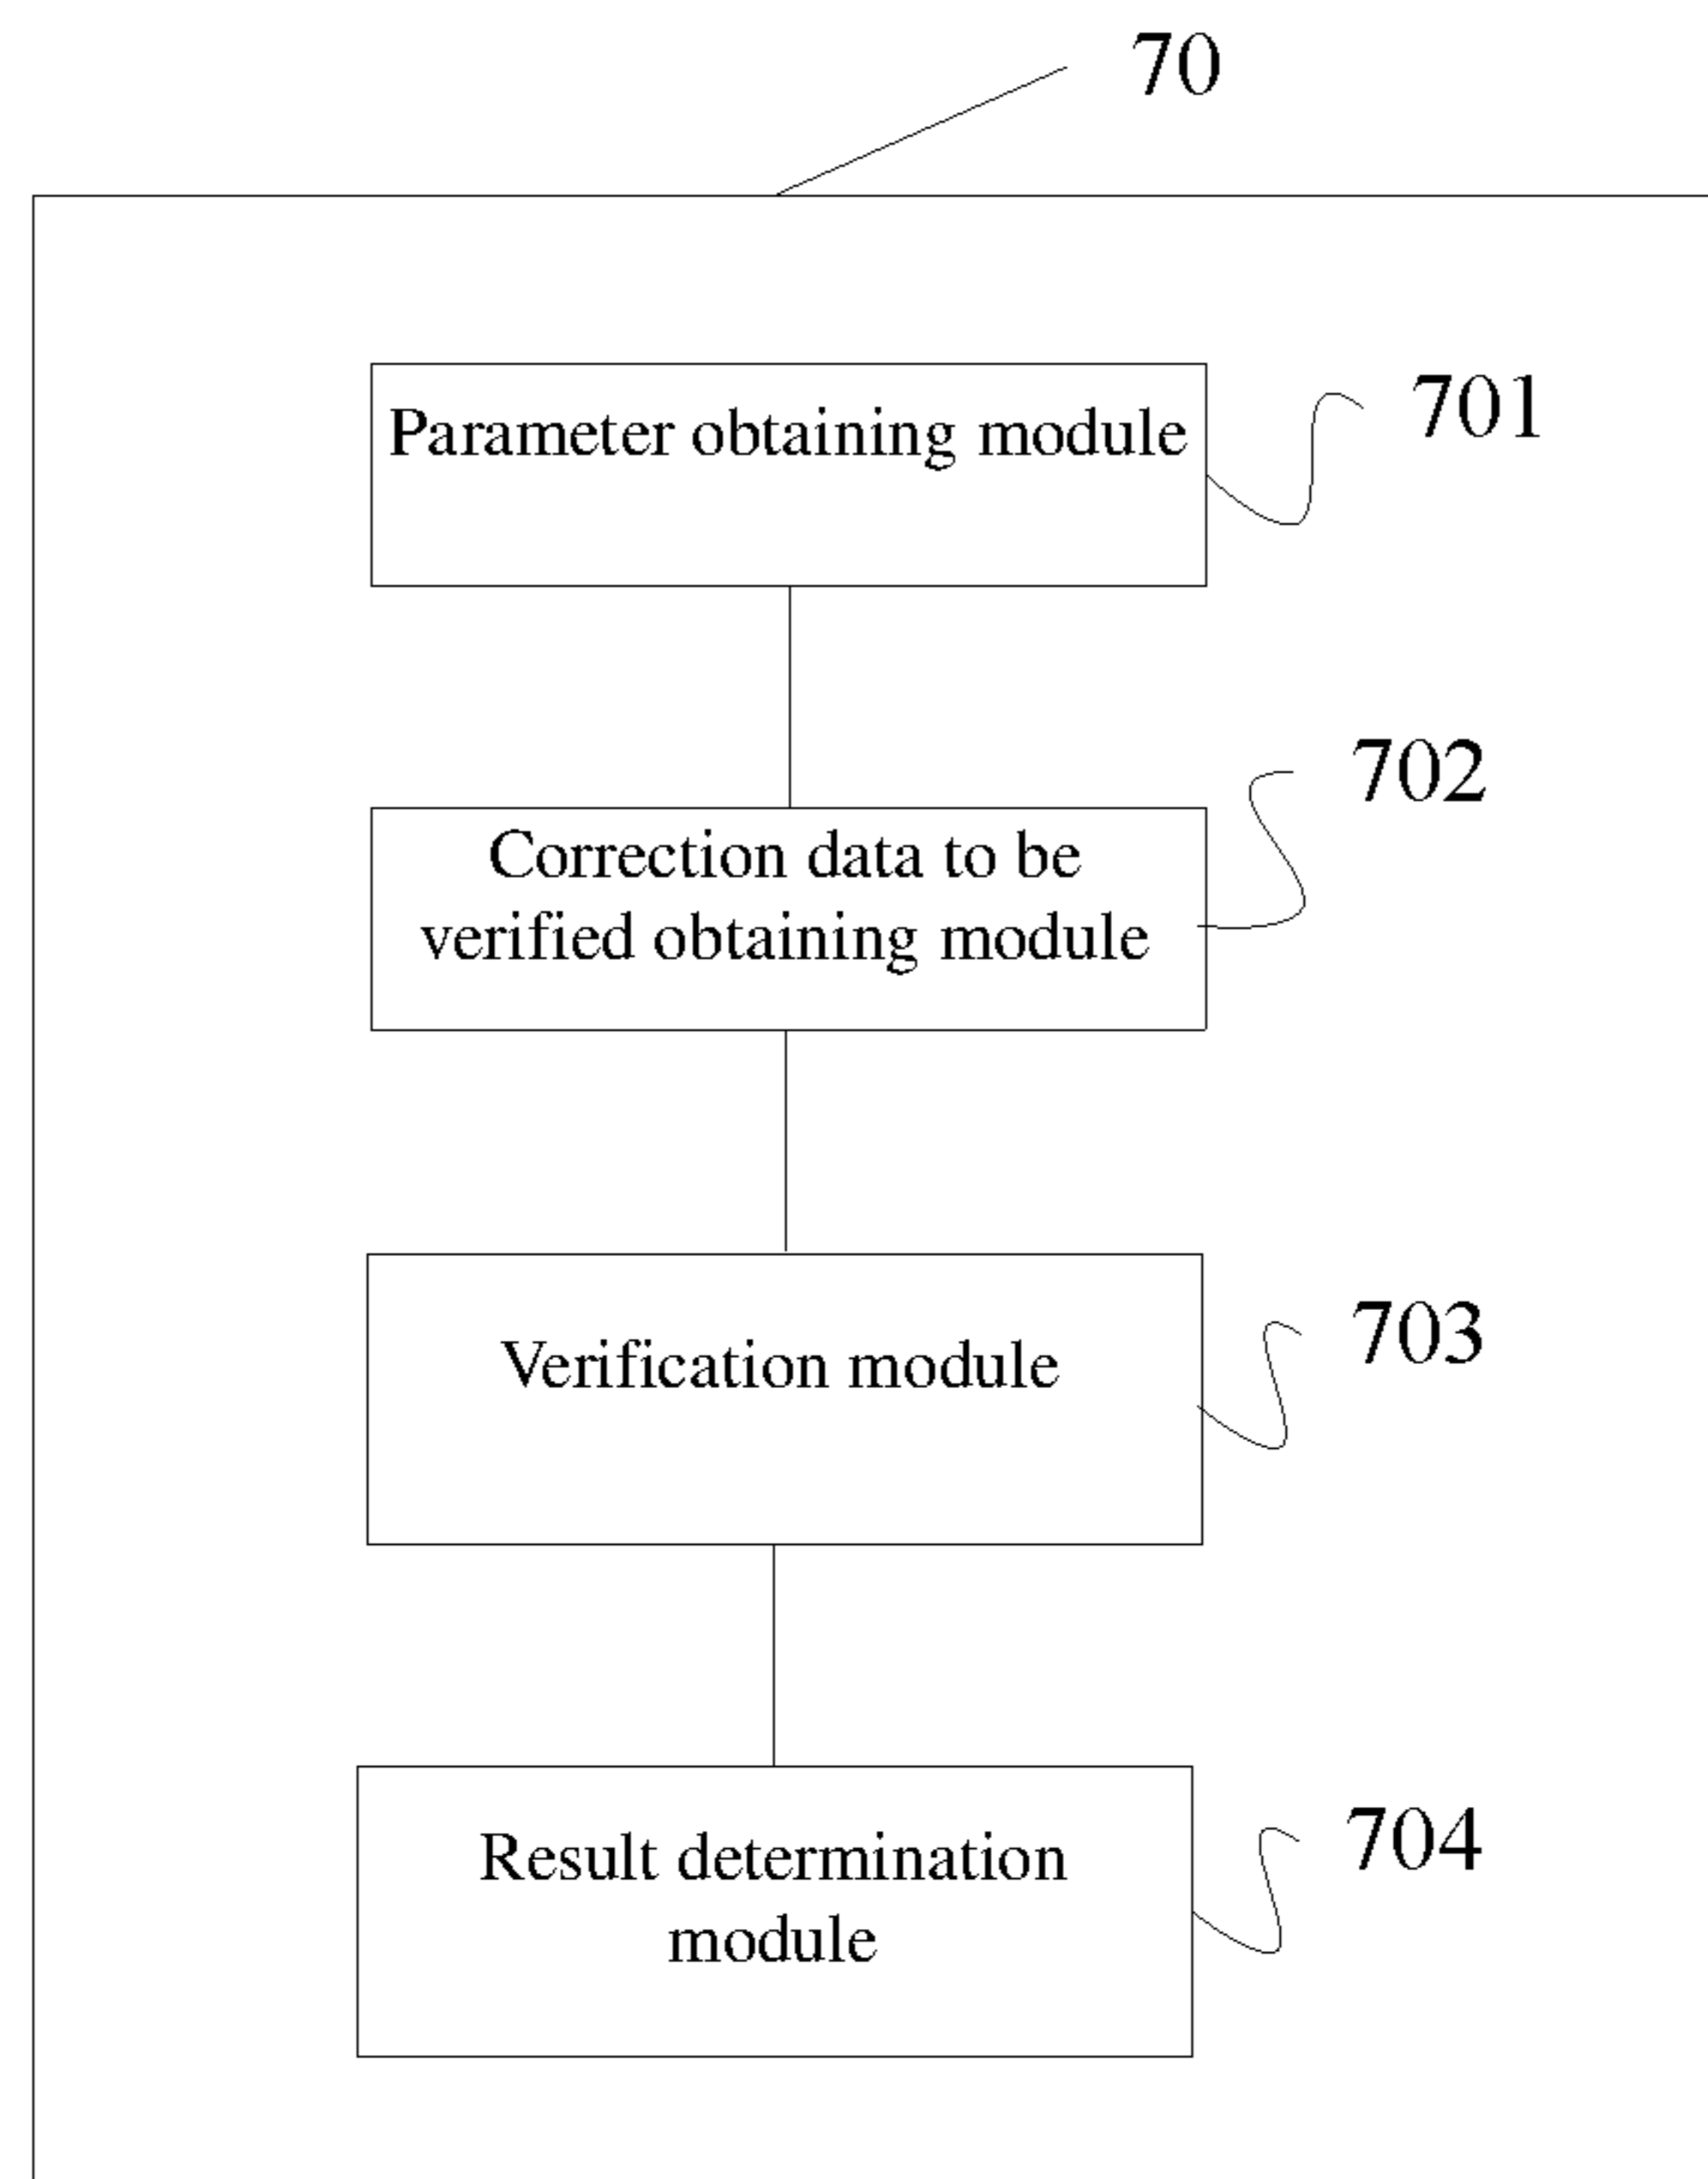 70
Parameter obtaining module
701
Correction data to be
verified obtaining module
702
Verification module
703
Result determination
module
704